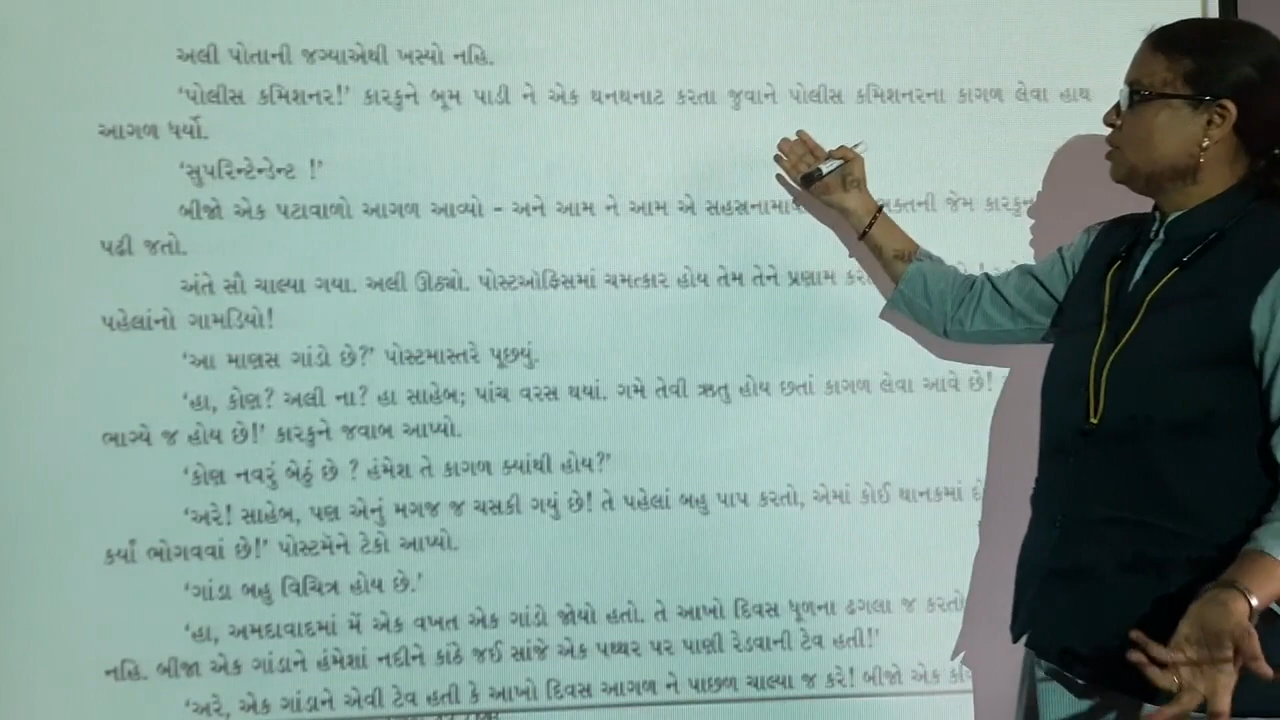 અલી પોતાની જગ્યાએથી ખસ્યો નહિ.
‘પોલીસ કમિશનર!’ કારકુને બૂમ પાડી ને એક થનથનાટ કરતા જુવાને પોલીસ કમિશનરના કાગળ લેવા હાથ
આગળ ધર્યો.
‘સુપરિન્ટેન્ડેન્ટ !’
બીજો એક પટાવાળો આગળ આવ્યો - અને આમ ને આમ એ જેમ
પઢી જતો.
અંતે સૌ ચાલ્યા ગયા. અલી ઊઠ્યો. પોસ્ટઑફિસમાં ચમત્કાર હોય તેમ તેને પ્રણામ
પહેલાંનો ગામડિયો!
‘આ માણસ ગાંડો છે?’ પોસ્ટમાસ્તરે પૂછ્યું.
‘હા, કોણ? અલી ના? હા સાહેબ; પાંચ વરસ થયાં. ગમે તેવી ઋતુ હોય છતાં કાગળ લેવા આવે છે!
ભાગ્યે જ હોય છે!’ કારકુને જવાબ આપ્યો.
‘કોણ નવરું બેઠું છે ? હંમેશ તે કાગળ ક્યાંથી હોય?’
‘અરે! સાહેબ, પણ એનું મગજ જ ચસકી ગયું છે! તે પહેલાં બહુ પાપ કરતો, એમાં કોઈ થાનકમાં
કર્યાં ભોગવવાં છે!’ પોસ્ટમૅને ટેકો આપ્યો.
‘ગાંડા બહુ વિચિત્ર હોય છે.’
‘હા, અમદાવાદમાં મેં એક વખત એક ગાંડો જોયો હતો. તે આખો દિવસ ધૂળના ઢગલા જ કરતો
નહિ. બીજા એક ગાંડાને હંમેશાં નદીને કાંઠે જઈ સાંજે એક પથ્થર પર પાણી રેડવાની ટેવ હતી!’
‘અરે, એક ગાંડાને એવી ટેવ હતી કે આખો દિવસ આગળ ને પાછળ ચાલ્યા જ કરે! બીજો એક